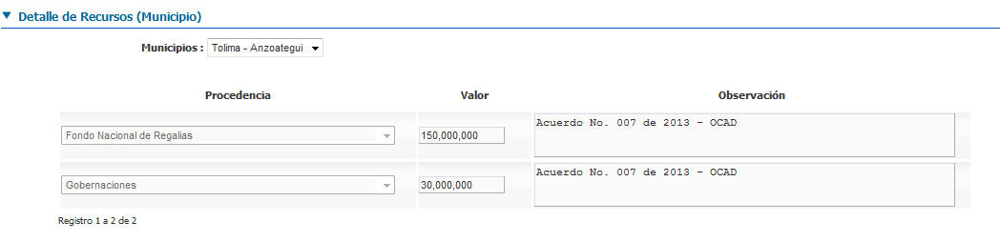 Detalle de Recursos (Municipio)
Municipios : Tolima - Anzoategui
Procedencia Valor Observación
Fondo Nacional de Regalias 150,000,000 Acuerdo No. 007 de 2013 - OCAD
Gobernaciones 30,000,000 Acuerdo No. 007 de 2013 - OCAD
Registro 1 a 2 de 2